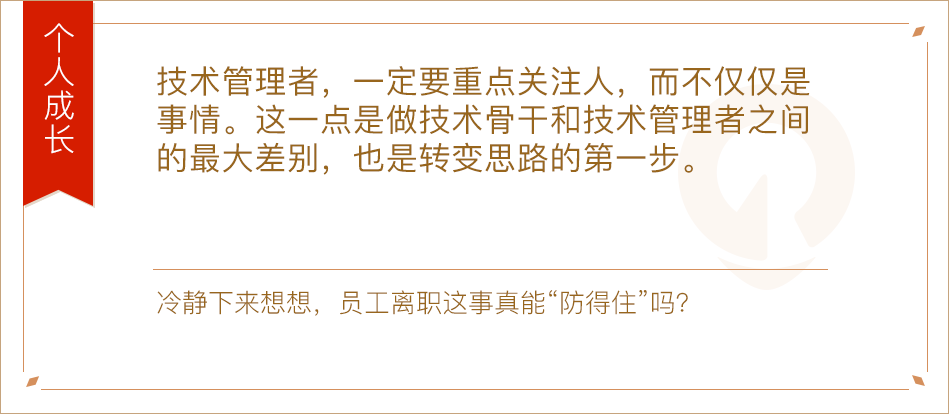 个人成长
技术管理者，一定要重点关注人，而不仅仅是
事情。这一点是做技术骨干和技术管理者之间
的最大差别，也是转变思路的第一步。
冷静下来想想，员工离职这事真能“防得住”吗？